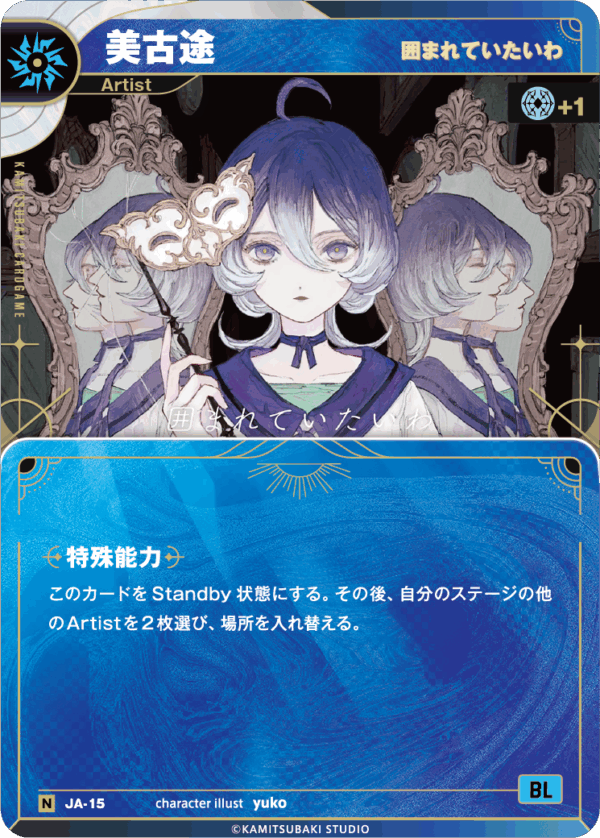 美古途
囲まれていたいわ
Artist
+1
KAMITSUBAKI CARDGAME
囲まれていたいわ
特殊能力
このカードをStandby状態にする。その後、自分のステージの他
のArtistを2枚選び、場所を入れ替える。
BL
N JA-15 character illust yuko
©KAMITSUBAKI STUDIO